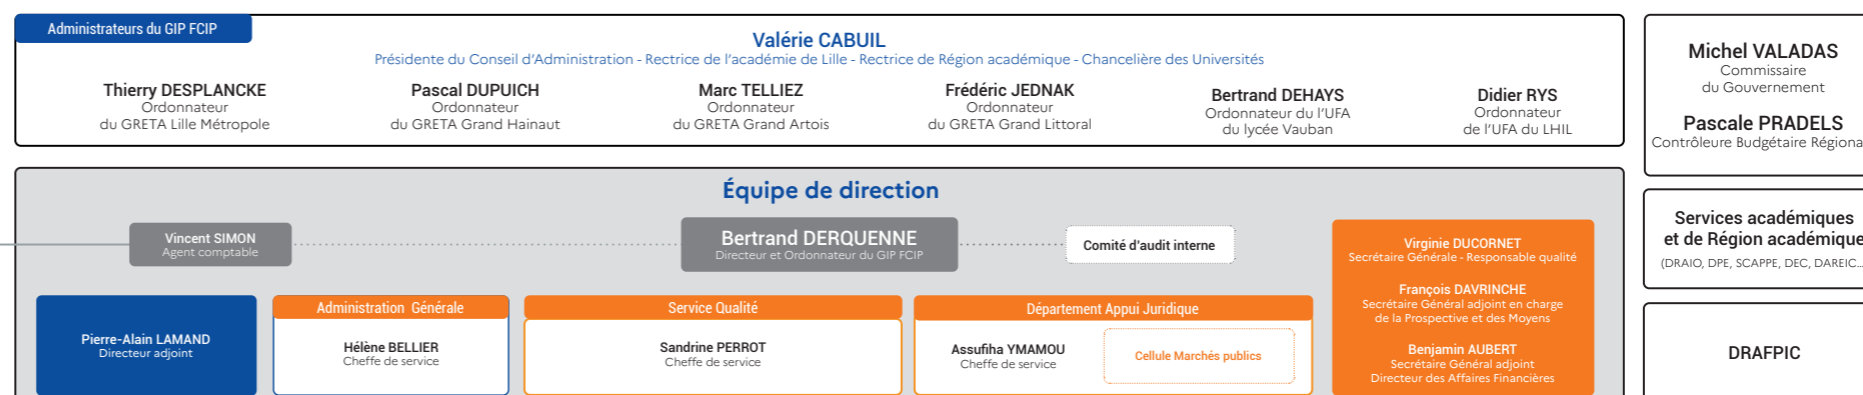 Administrateurs du GIP FCIP
Valérie CABUIL
Présidente du Conseil d'Administration - Rectrice de l'académie de Lille - Rectrice de Région académique - Chancelière des Universités
Thierry DESPLANCKE
Ordonnateur
du GRETA Lille Métropole
Pascal DUPUICH
Ordonnateur
du GRETA Grand Hainaut
Marc TELLIEZ
Ordonnateur
du GRETA Grand Artois
Frédéric JEDNAK
Ordonnateur
du GRETA Grand Littoral
Bertrand DEHAYS
Ordonnateur du l'UFA
du lycée Vauban
Didier RYS
Ordonnateur
de l'UFA du LHIL
Michel VALADAS
Commissaire
du Gouvernement
Pascale PRADELS
Contrôleure Budgétaire Régiona
Équipe de direction
Vincent SIMON
Agent comptable
Bertrand DERQUENNE
Directeur et Ordonnateur du GIP FCIP
Comité d'audit interne
Virginie DUCORNET
Secrétaire Générale - Responsable qualité
François DAVRINCHE
Secrétaire Général adjoint en charge
de la Prospective et des Moyens
Benjamin AUBERT
Secrétaire Général adjoint
Directeur des Affaires Financières
Services académiques
et de Région académique
(DRAIO, DPE, SCAPPE, DEC, DAREIC...
Pierre-Alain LAMAND
Directeur adjoint
Administration Générale
Hélène BELLIER
Cheffe de service
Service Qualité
Sandrine PERROT
Cheffe de service
Département Appui Juridique
Assufiha YMAMOU
Cheffe de service
Cellule Marchés publics
DRAFPIC